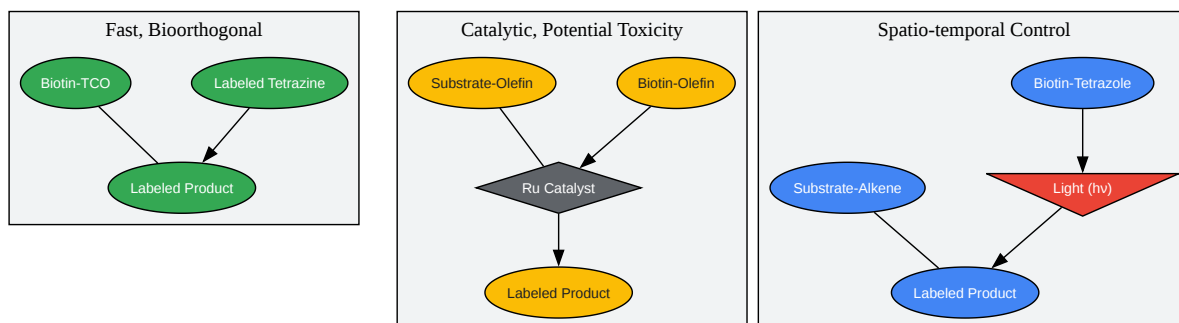 Fast, Bioorthogonal
Biotin-TCO
Labeled Tetrazine
Labeled Product
Catalytic, Potential Toxicity
Substrate-Olefin
Biotin-Olefin
Ru Catalyst
Labeled Product
Spatio-temporal Control
Biotin-Tetrazole
Substrate-Alkene
Light (hν)
Labeled Product